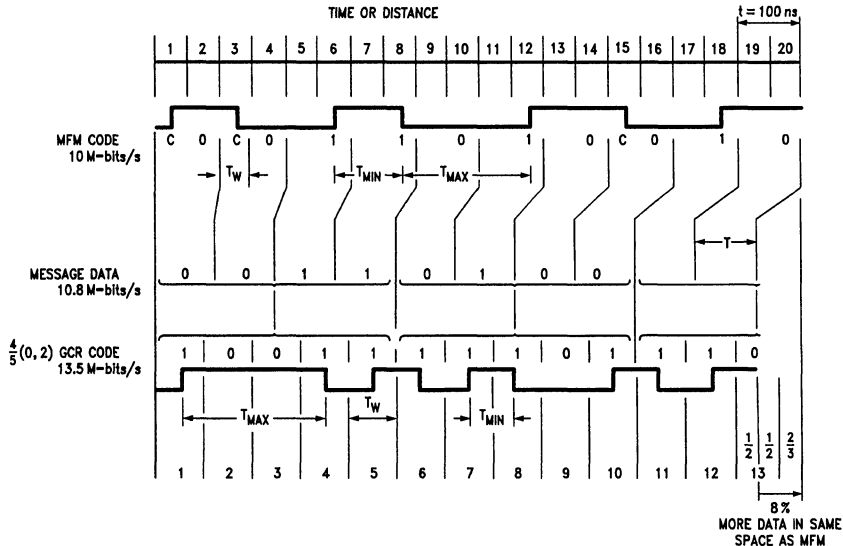 TIME OR DISTANCE
t = 100 ns
1 2 3 4 5 6 7 8 9 10 11 12 13 14 15 16 17 18 19 20
MFM CODE
10 M-bits/s
C 0 C 0 1 1 0 1 0 C 0 1 0
TW TMIN TMAX
T
MESSAGE DATA
10.8 M-bits/s
0 0 1 1 0 1 0 0
4/5 (0, 2) GCR CODE
13.5 M-bits/s
1 0 0 1 1 1 1 1 0 1 1 1 0
TMAX TW TMIN
1/2 1/2 2/3
1 2 3 4 5 6 7 8 9 10 11 12 13
8%
MORE DATA IN SAME
SPACE AS MFM